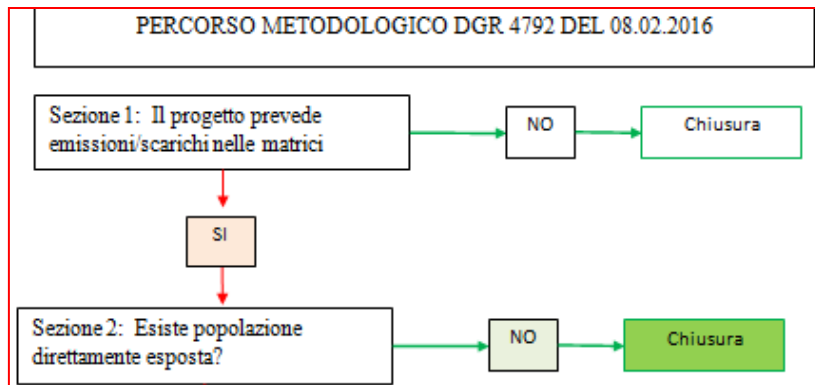 PERCORSO METODOLOGICO DGR 4792 DEL 08.02.2016
Sezione 1: Il progetto prevede
emissioni/scarichi nelle matrici
NO
Chiusura
SI
Sezione 2: Esiste popolazione
direttamente esposta?
NO
Chiusura